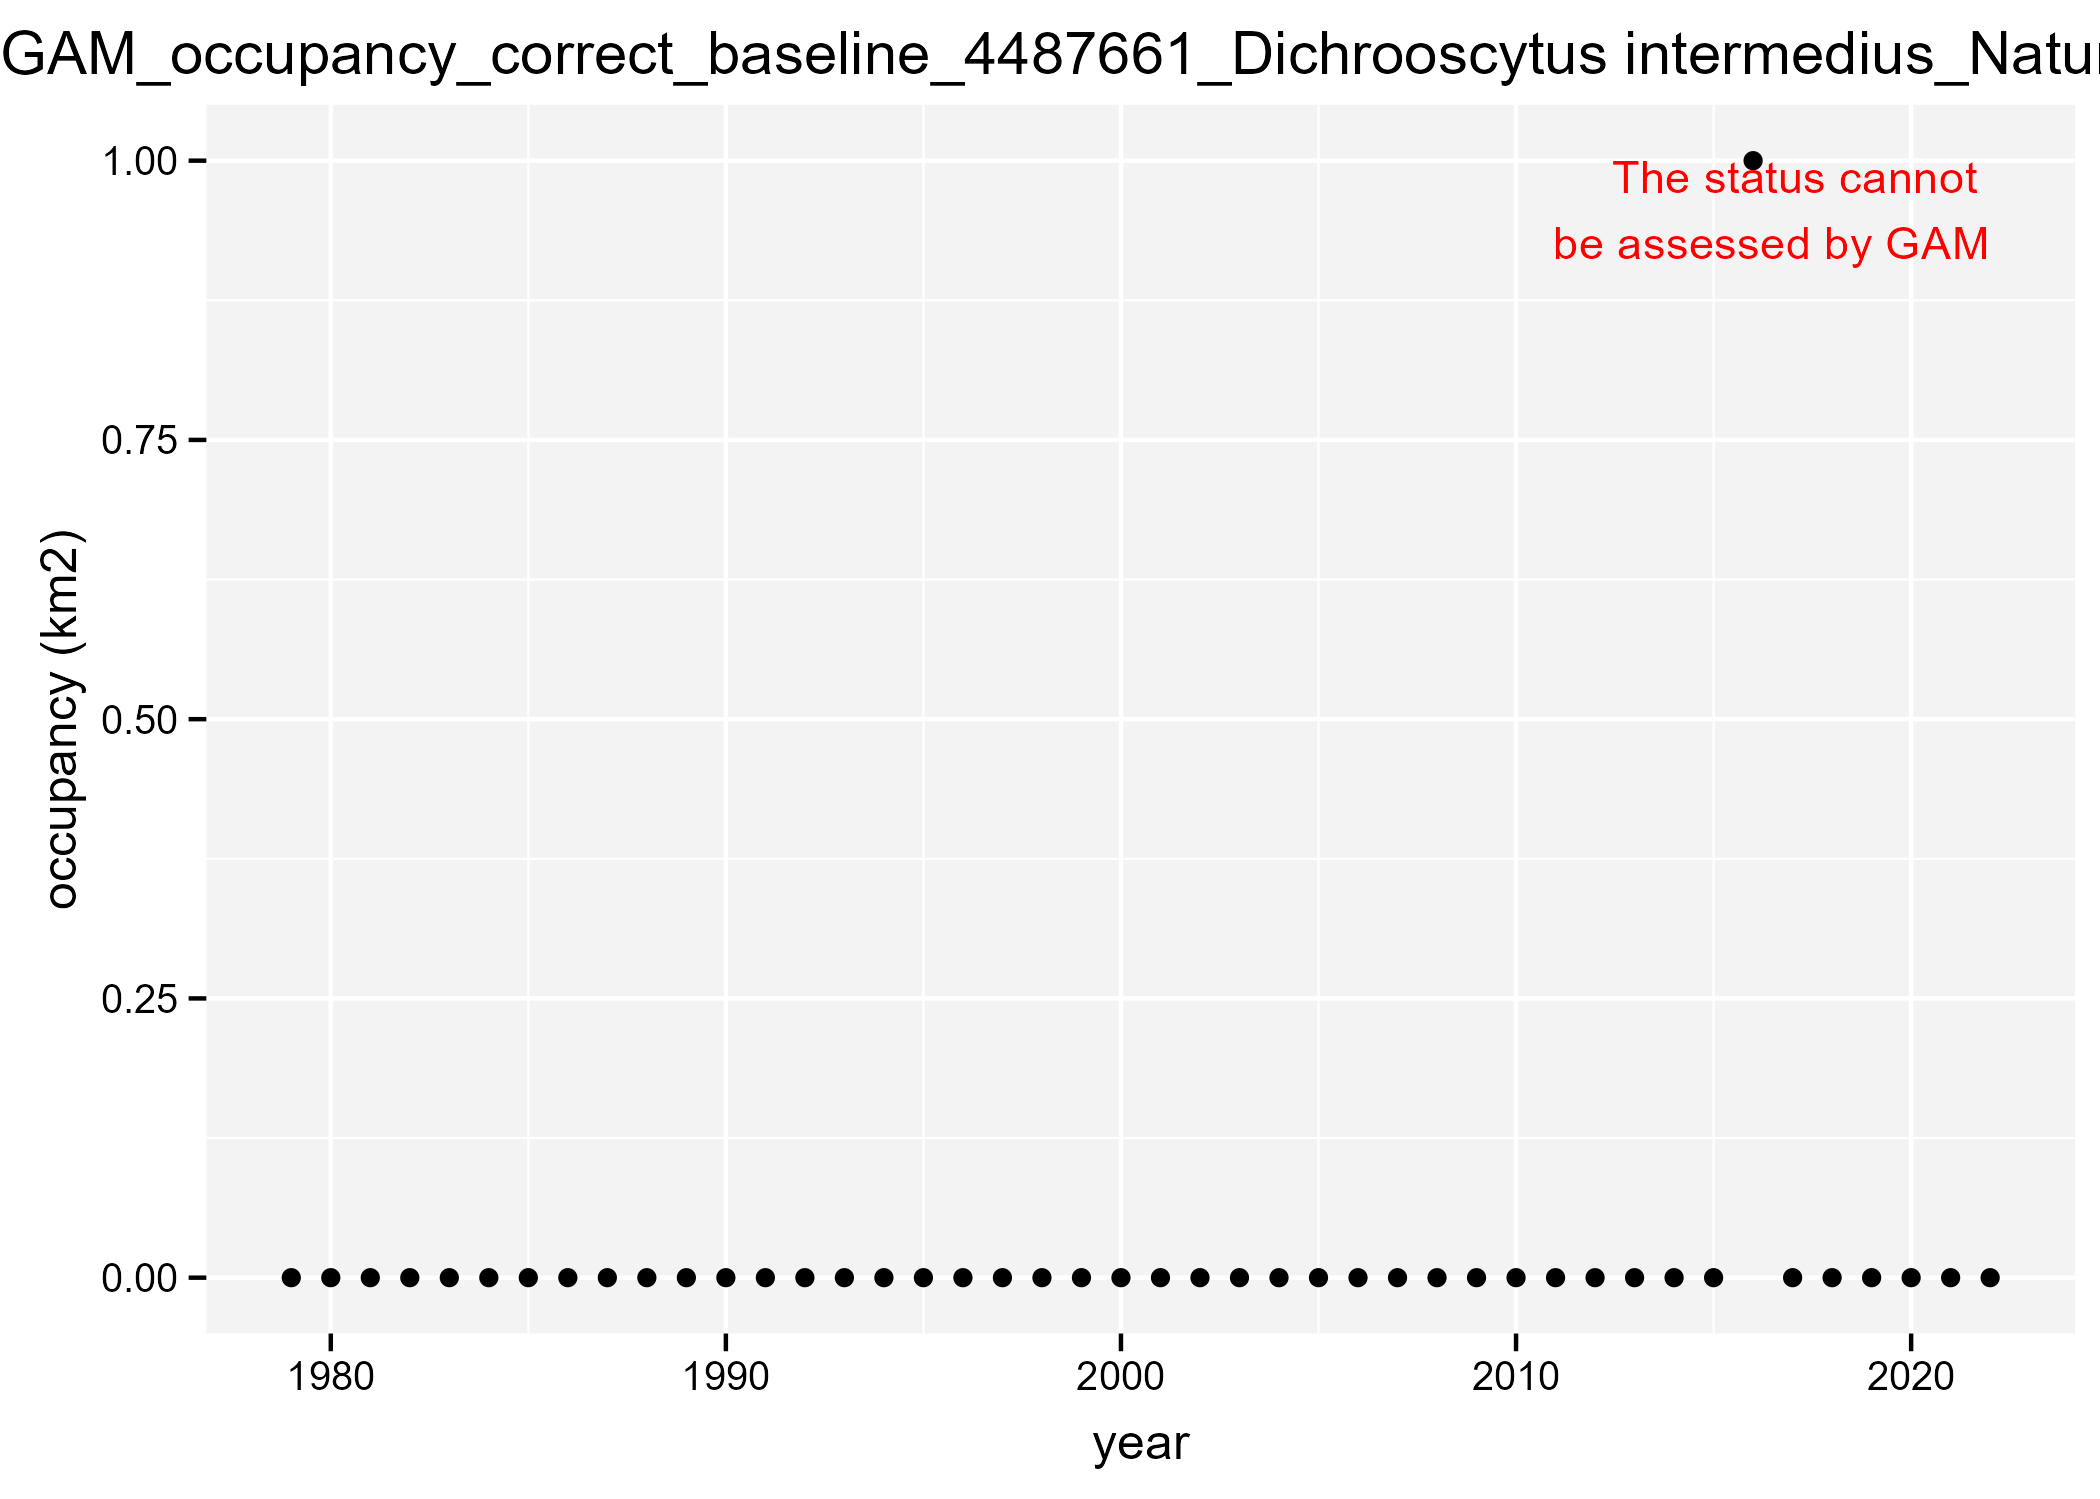 GAM_occupancy_correct_baseline_4487661_Dichrooscytus intermedius_Natu
The status cannot
be assessed by GAM
1.00
0.75
0.50
0.25
0.00
occupancy (km2)
1980 1990 2000 2010 2020
year